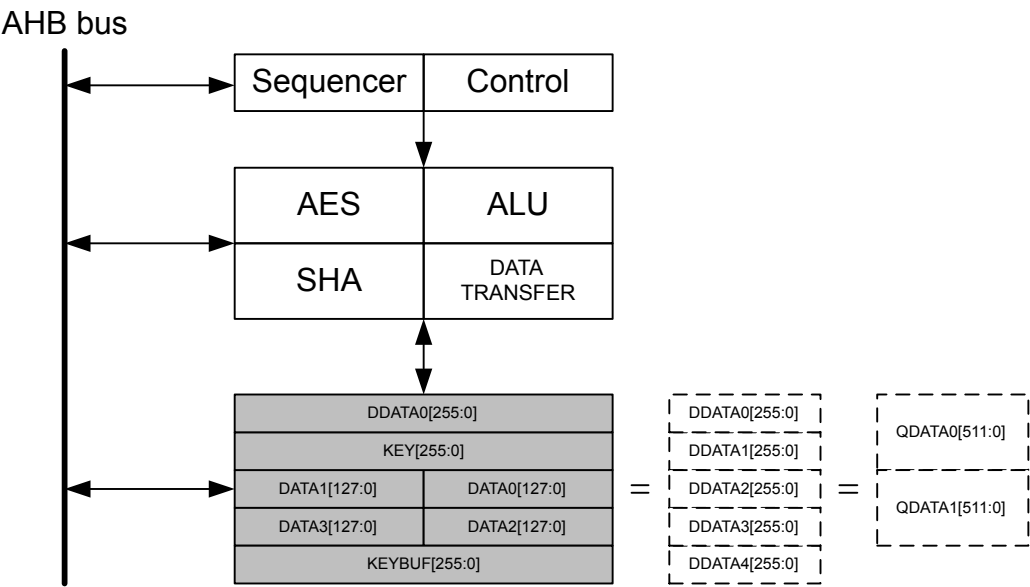 AHB bus
Sequencer
Control
AES
ALU
SHA
DATA
TRANSFER
DDATA0[255:0]
KEY[255:0]
DATA1[127:0]
DATA0[127:0]
DATA3[127:0]
DATA2[127:0]
KEYBUF[255:0]
=
DDATA0[255:0]
DDATA1[255:0]
DDATA2[255:0]
DDATA3[255:0]
DDATA4[255:0]
=
QDATA0[511:0]
QDATA1[511:0]